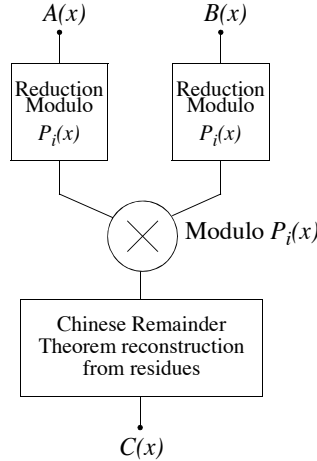 A(x)
B(x)
Reduction
Modulo
P_i(x)
Reduction
Modulo
P_i(x)
Modulo P_i(x)
Chinese Remainder
Theorem reconstruction
from residues
C(x)